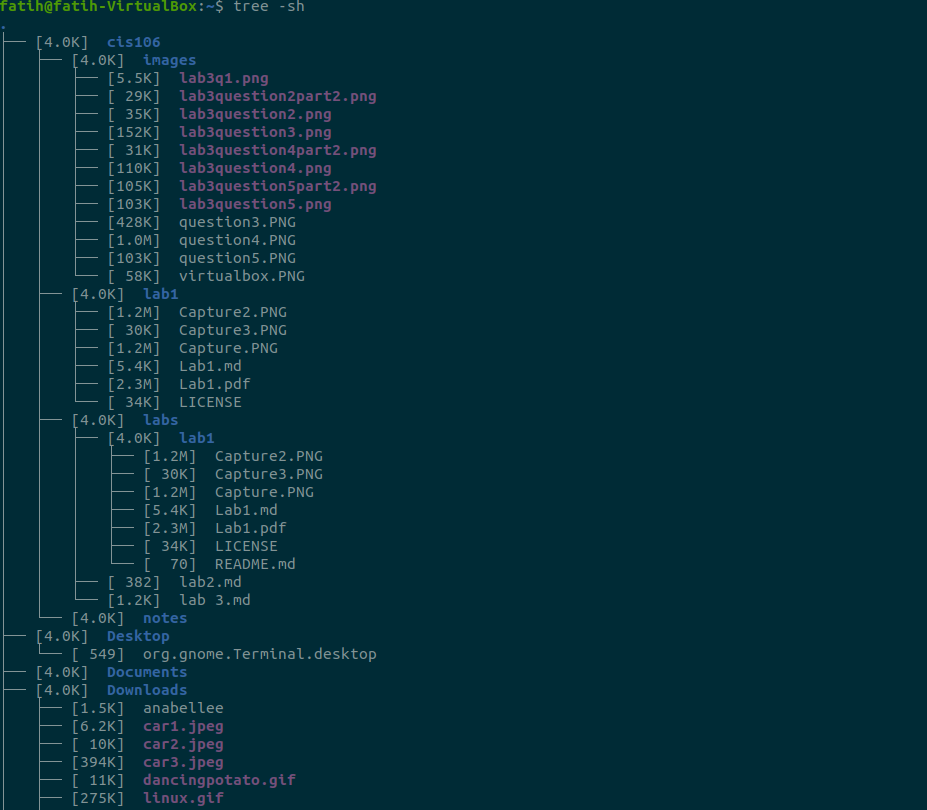 fatih@fatih-VirtualBox:~$ tree -sh
.
├── [4.0K]  cis106
│   ├── [4.0K]  images
│   │   ├── [5.5K]  lab3q1.png
│   │   ├── [ 29K]  lab3question2part2.png
│   │   ├── [ 35K]  lab3question2.png
│   │   ├── [152K]  lab3question3.png
│   │   ├── [ 31K]  lab3question4part2.png
│   │   ├── [110K]  lab3question4.png
│   │   ├── [105K]  lab3question5part2.png
│   │   ├── [103K]  lab3question5.png
│   │   ├── [428K]  question3.PNG
│   │   ├── [1.0M]  question4.PNG
│   │   ├── [103K]  question5.PNG
│   │   └── [ 58K]  virtualbox.PNG
│   ├── [4.0K]  lab1
│   │   ├── [1.2M]  Capture2.PNG
│   │   ├── [ 30K]  Capture3.PNG
│   │   ├── [1.2M]  Capture.PNG
│   │   ├── [5.4K]  Lab1.md
│   │   ├── [2.3M]  Lab1.pdf
│   │   └── [ 34K]  LICENSE
│   ├── [4.0K]  labs
│   │   ├── [4.0K]  lab1
│   │   │   ├── [1.2M]  Capture2.PNG
│   │   │   ├── [ 30K]  Capture3.PNG
│   │   │   ├── [1.2M]  Capture.PNG
│   │   │   ├── [5.4K]  Lab1.md
│   │   │   ├── [2.3M]  Lab1.pdf
│   │   │   ├── [ 34K]  LICENSE
│   │   │   └── [  70]  README.md
│   │   ├── [ 382]  lab2.md
│   │   └── [1.2K]  lab 3.md
│   └── [4.0K]  notes
├── [4.0K]  Desktop
│   └── [ 549]  org.gnome.Terminal.desktop
├── [4.0K]  Documents
├── [4.0K]  Downloads
│   ├── [1.5K]  anabellee
│   ├── [6.2K]  car1.jpeg
│   ├── [ 10K]  car2.jpeg
│   ├── [394K]  car3.jpeg
│   ├── [ 11K]  dancingpotato.gif
│   ├── [275K]  linux.gif